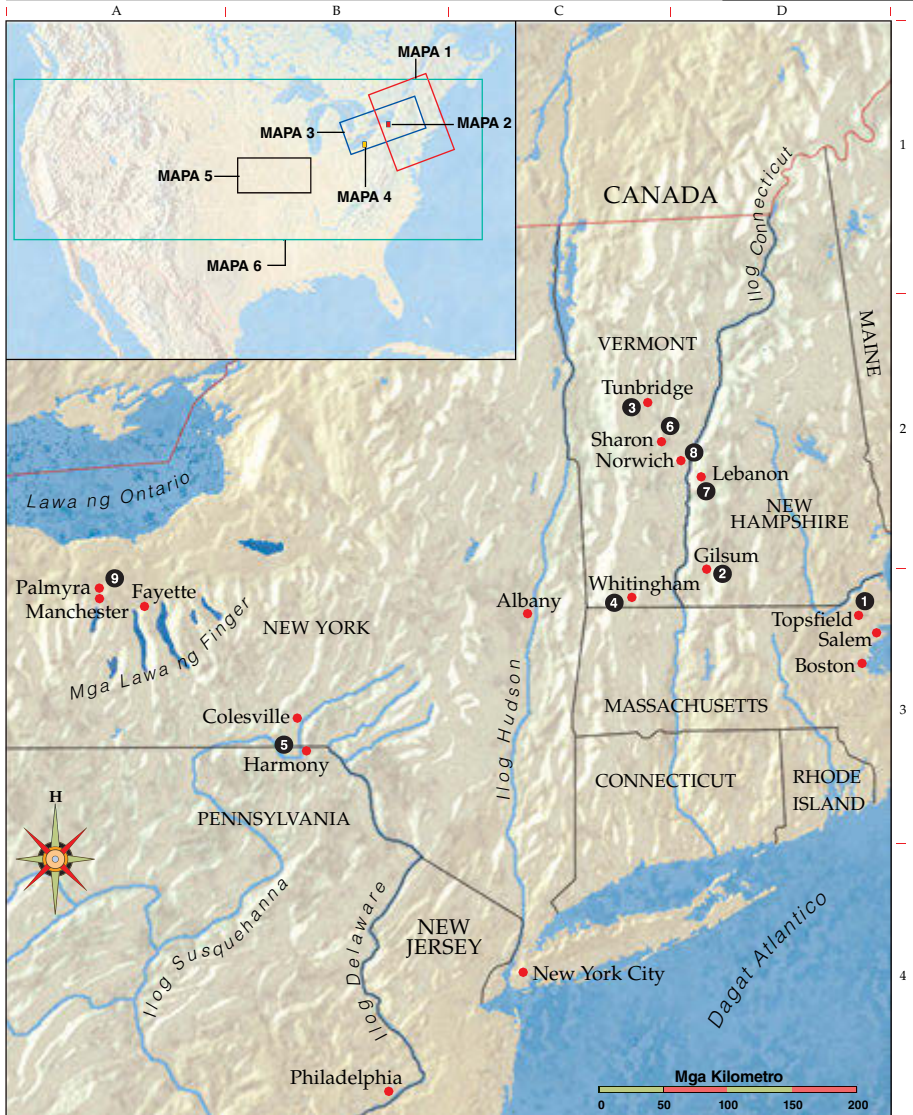 A
B
C
D
MAPA 1
MAPA 2
MAPA 3
MAPA 4
MAPA 5
MAPA 6
1
CANADA
Ilog Connecticut
MAINE
VERMONT
Tunbridge
3
6
2
Sharon
8
Norwich
Lebanon
7
Lawa ng Ontario
NEW
HAMPSHIRE
Gilsum
2
9
Palmyra
Fayette
Manchester
Whitingham
4
1
Albany
Topsfield
Salem
NEW YORK
Mga Lawa ng Finger
Boston
Ilog Hudson
MASSACHUSETTS
3
Colesville
5
Harmony
CONNECTICUT
RHODE
ISLAND
H
PENNSYLVANIA
Ilog Susquehanna
Ilog Delaware
NEW
JERSEY
New York City
Dagat Atlantico
4
Philadelphia
Mga Kilometro
0 50 100 150 200